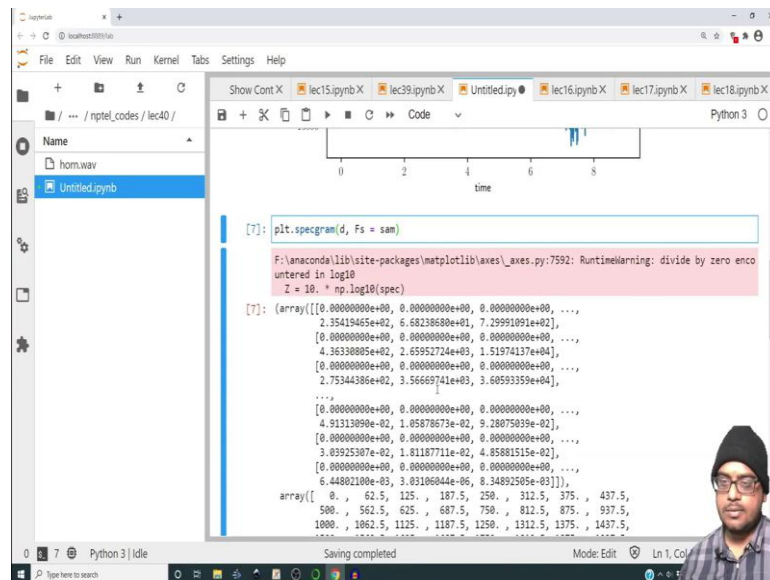 JupyterLab
localhost:8889/lab
File Edit View Run Kernel Tabs Settings Help
Show Cont X lec15.ipynb X lec39.ipynb X Untitled.ipy lec16.ipynb X lec17.ipynb X lec18.ipynb X
/ ... / nptel_codes / lec40 /
Code
Python 3
Name
horn.wav
Untitled.ipynb
0 2 4 6 8
time
[7]: plt.specgram(d, Fs = sam)
F:\anaconda\lib\site-packages\matplotlib\axes\_axes.py:7592: RuntimeWarning: divide by zero enco
untered in log10
Z = 10. * np.log10(spec)
[7]: (array([[0.00000000e+00, 0.00000000e+00, 0.00000000e+00, ...,
2.35419465e+02, 6.68238680e+01, 7.29991091e+02],
[0.00000000e+00, 0.00000000e+00, 0.00000000e+00, ...,
4.36330805e+02, 2.65952724e+03, 1.51974137e+04],
[0.00000000e+00, 0.00000000e+00, 0.00000000e+00, ...,
2.75344386e+02, 3.56669741e+03, 3.60593359e+04],
...,
[0.00000000e+00, 0.00000000e+00, 0.00000000e+00, ...,
4.91313090e-02, 1.05878673e-02, 9.28075039e-02],
[0.00000000e+00, 0.00000000e+00, 0.00000000e+00, ...,
3.03925307e-02, 1.81187711e-02, 4.85881515e-02],
[0.00000000e+00, 0.00000000e+00, 0.00000000e+00, ...,
6.44802100e-03, 3.03106044e-06, 8.34892505e-03]]),
array([ 0. , 62.5, 125. , 187.5, 250. , 312.5, 375. , 437.5,
500. , 562.5, 625. , 687.5, 750. , 812.5, 875. , 937.5,
1000. , 1062.5, 1125. , 1187.5, 1250. , 1312.5, 1375. , 1437.5,
0 7 Python 3 | Idle Saving completed Mode: Edit Ln 1,
Type here to search